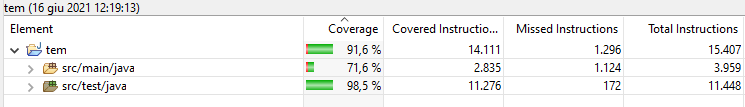 tem (16 giu 2021 12:19:13)
Element Coverage Covered Instructio... Missed Instructions Total Instructions
tem 91,6 % 14.111 1.296 15.407
src/main/java 71,6 % 2.835 1.124 3.959
src/test/java 98,5 % 11.276 172 11.448